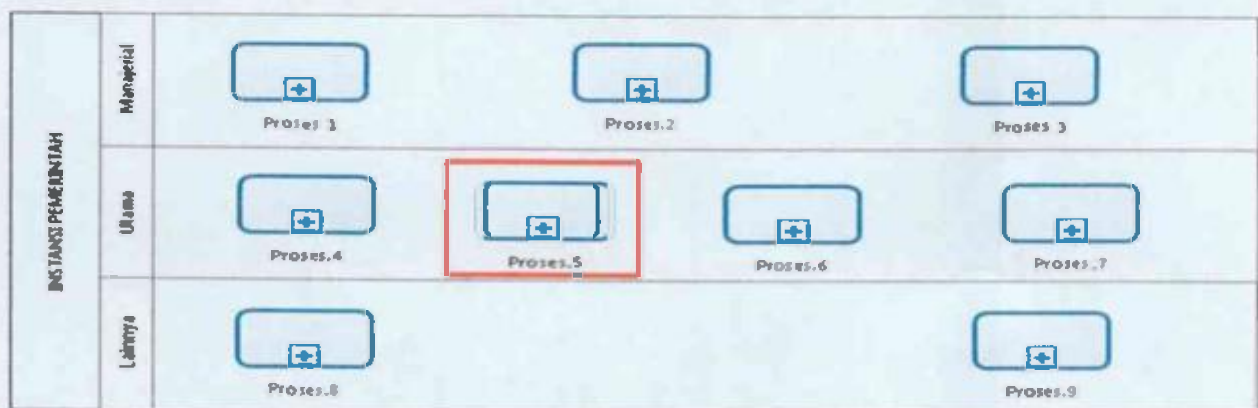 INSTANSI PEMERINTAH
Manajerial
Proses 1
Proses.2
Proses 3
Utama
Proses.4
Proses.5
Proses.6
Proses.7
Lainnya
Proses.8
Proses.9